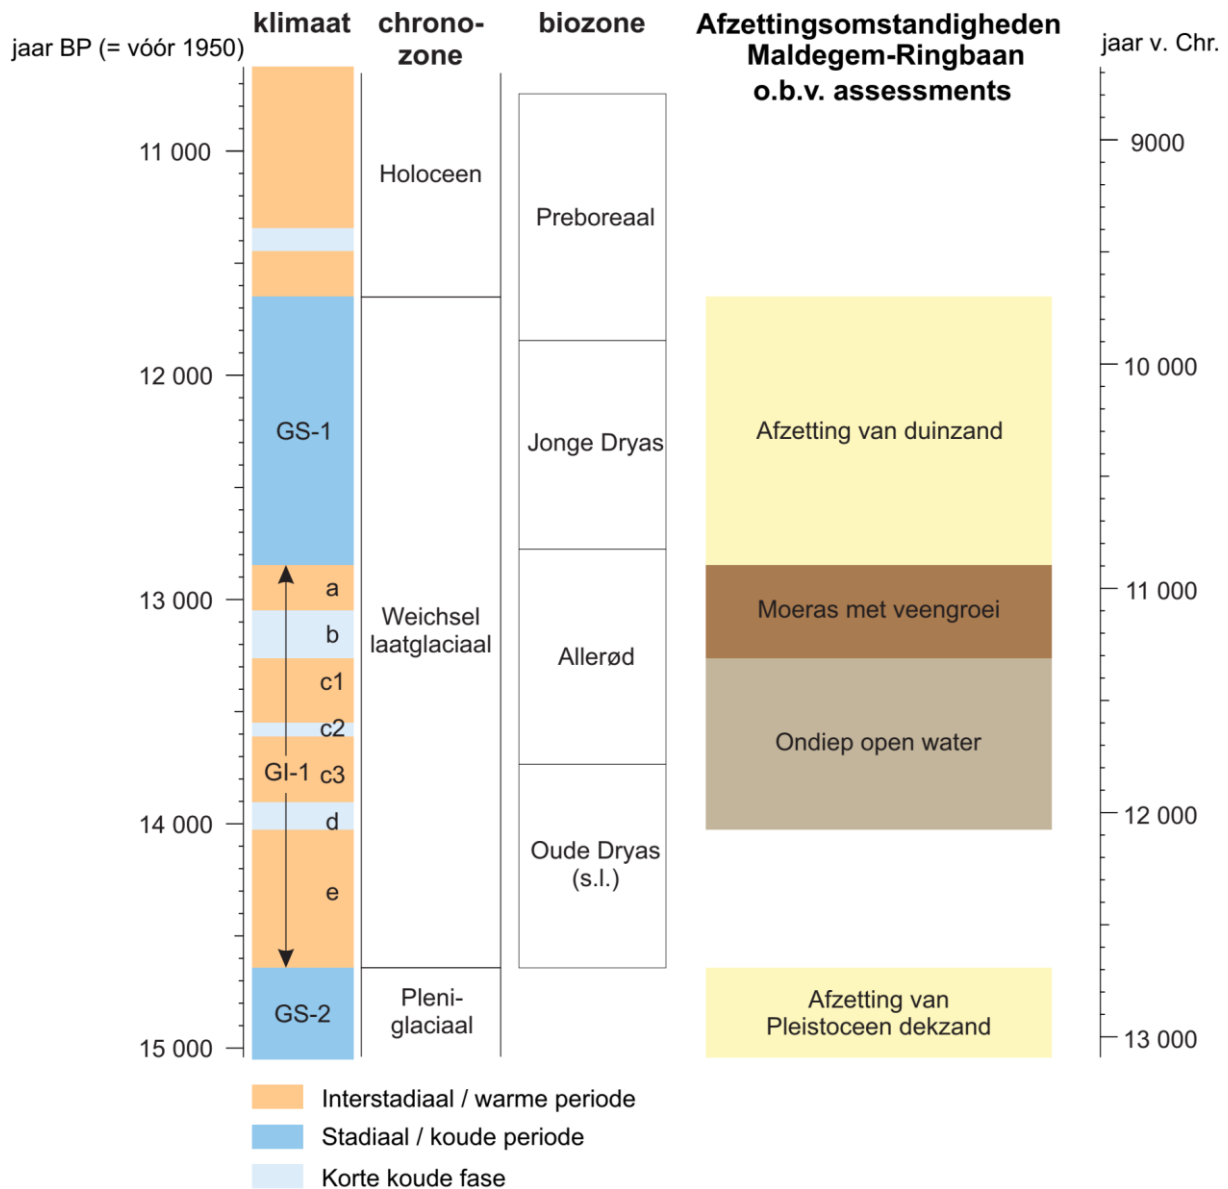 jaar BP (= vóór 1950)
klimaat
chrono-
zone
biozone
Afzettingsomstandigheden
Maldegem-Ringbaan
o.b.v. assessments
jaar v. Chr.
11 000
12 000
13 000
14 000
15 000
GS-1
a
b
c1
c2
GI-1 c3
d
e
GS-2
Holoceen
Weichsel
laatglaciaal
Pleni-
glaciaal
Preboreaal
Jonge Dryas
Allerød
Oude Dryas
(s.l.)
Afzetting van duinzand
Moeras met veengroei
Ondiep open water
Afzetting van
Pleistoceen dekzand
9000
10 000
11 000
12 000
13 000
Interstadiaal / warme periode
Stadiaal / koude periode
Korte koude fase